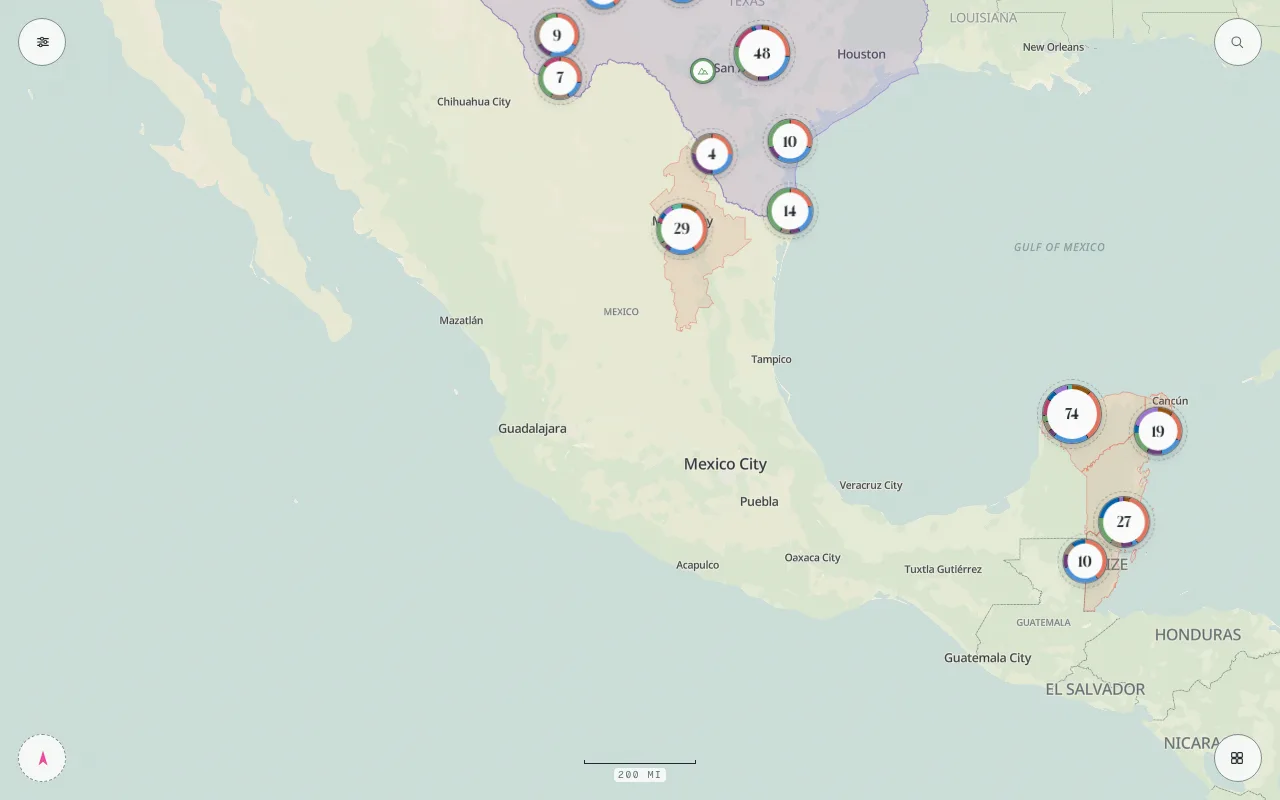 TEXAS
LOUISIANA
9
48
New Orleans
Houston
San
7
Chihuahua City
10
4
14
M
y
29
GULF OF MEXICO
MEXICO
Mazatlán
Tampico
Cancún
74
19
Guadalajara
Mexico City
Veracruz City
Puebla
27
Oaxaca City
Acapulco
Tuxtla Gutiérrez
10
IZE
GUATEMALA
HONDURAS
Guatemala City
EL SALVADOR
NICARA
200 MI